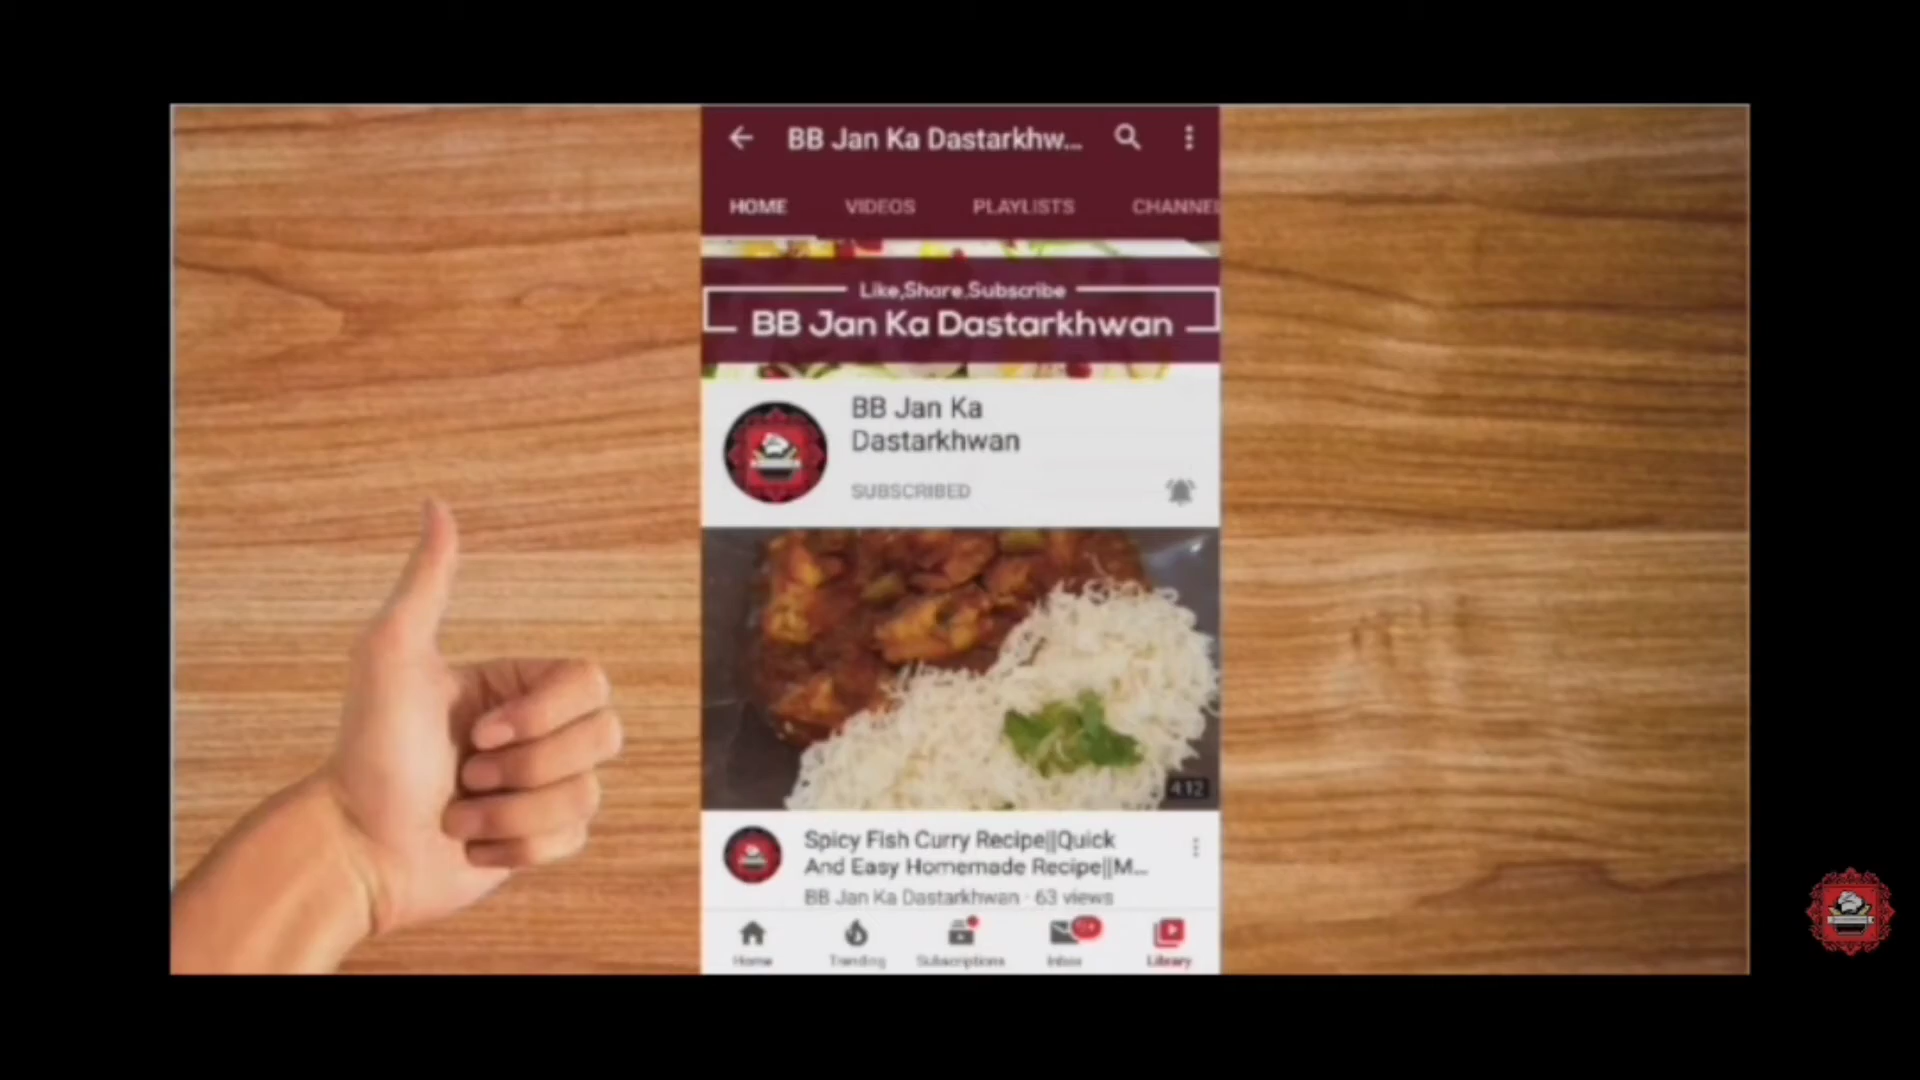 BB Jan Ka Dastarkhw...
HOME VIDEOS PLAYLISTS CHANNEL
Like,Share,Subscribe
BB Jan Ka Dastarkhwan
BB Jan Ka
Dastarkhwan
SUBSCRIBED
4:12
Spicy Fish Curry Recipe||Quick
And Easy Homemade Recipe||M...
BB Jan Ka Dastarkhwan · 63 views
Home Trending Subscriptions Inbox Library